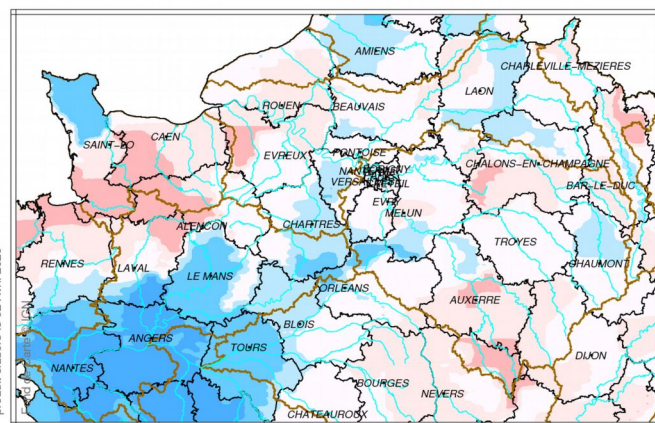 AMIENS
CHARLEVILLE-MEZIERES
LAON
ROUEN
BEAUVAIS
SAINT-LO
CAEN
EVREUX
PONTOISE
CHALONS-EN-CHAMPAGNE
BAR-LE-DUC
EVRY
MELUN
ALENCON
CHARTRES
TROYES
RENNES
LAVAL
LE MANS
CHAUMONT
ORLEANS
AUXERRE
BLOIS
ANGERS
TOURS
NANTES
DIJON
BOURGES
NEVERS
CHATEAUROUX